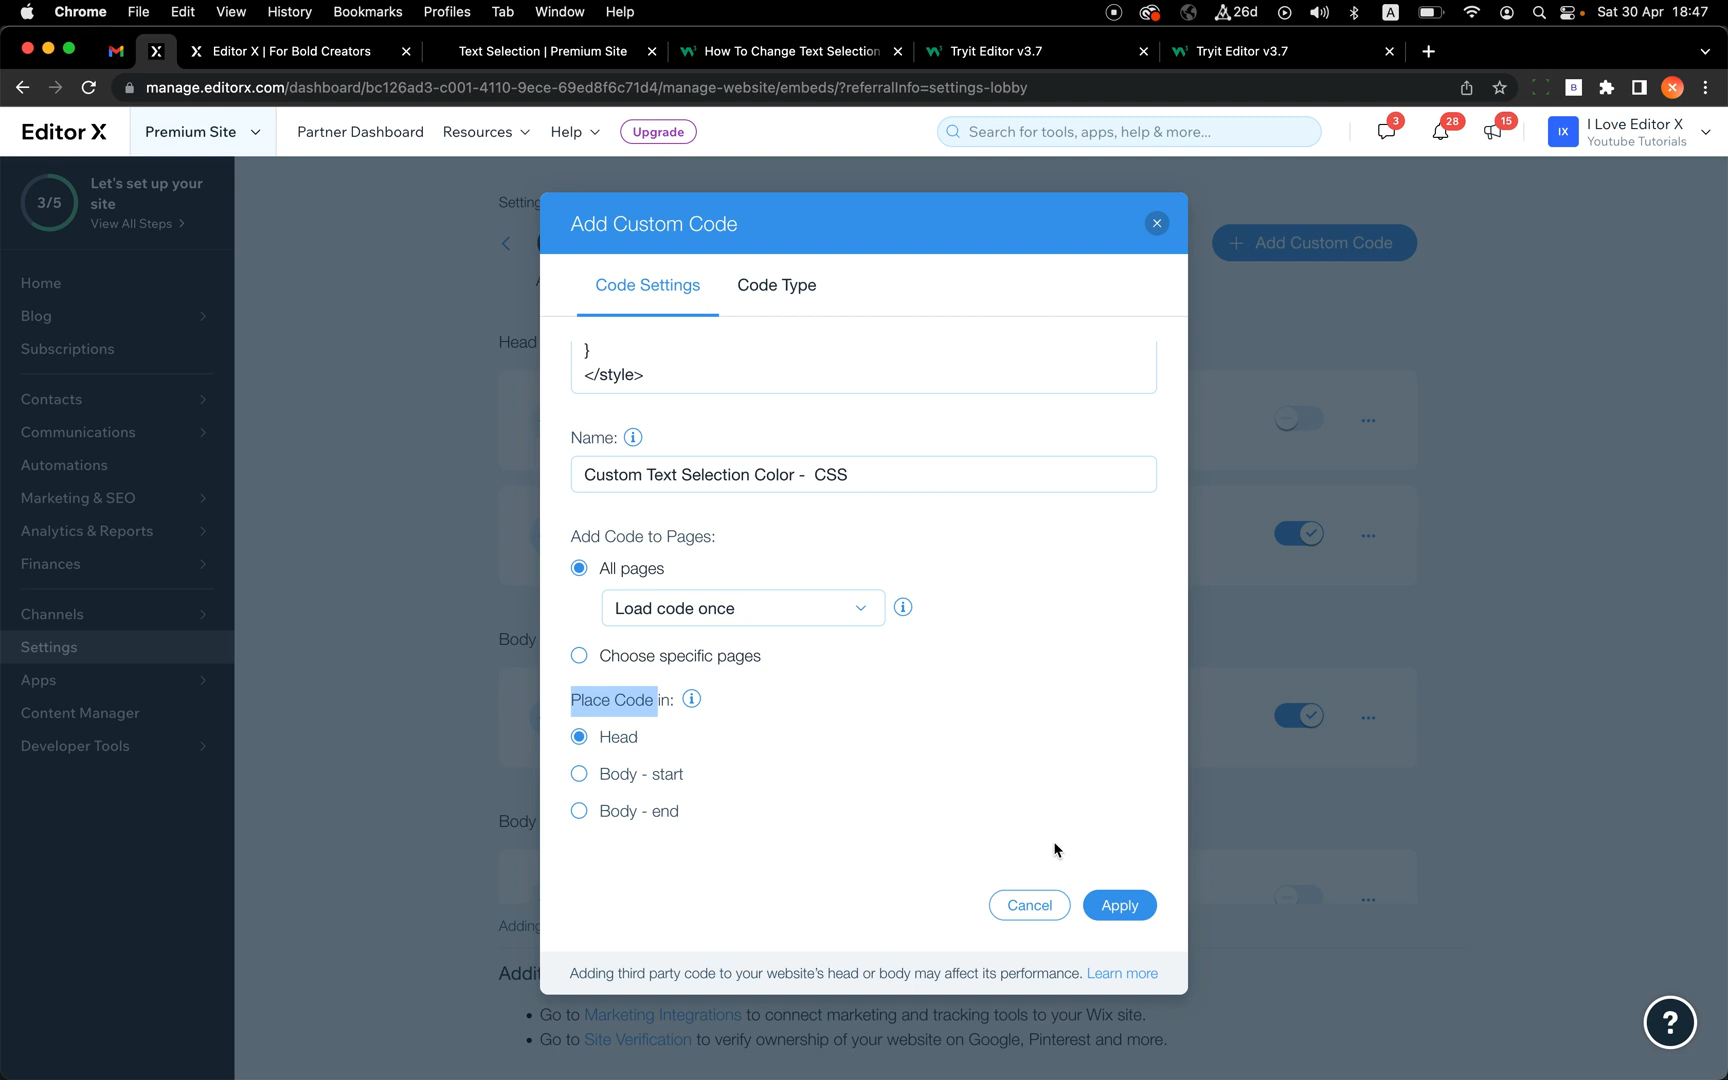 Chrome File Edit View History Bookmarks Profiles Tab Window Help 26d A Sat 30 Apr 18:47
Editor X | For Bold Creators Text Selection | Premium Site How To Change Text Selection Tryit Editor v3.7 Tryit Editor v3.7
manage.editorx.com/dashboard/bc126ad3-c001-4110-9ece-69ed8f6c71d4/manage-website/embeds/?referralInfo=settings-lobby
Editor X Premium Site Partner Dashboard Resources Help Upgrade Search for tools, apps, help & more... 3 28 15 IX I Love Editor X
Youtube Tutorials
3/5 Let's set up your
site
View All Steps >
Home
Blog
Subscriptions
Contacts
Communications
Automations
Marketing & SEO
Analytics & Reports
Finances
Channels
Settings
Apps
Content Manager
Developer Tools
Setting
+ Add Custom Code
Head
Body
Body
Adding
Addit
Add Custom Code
Code Settings Code Type
}
</style>
Name:
Custom Text Selection Color - CSS
Add Code to Pages:
All pages
Load code once
Choose specific pages
Place Code in:
Head
Body - start
Body - end
Cancel Apply
Adding third party code to your website's head or body may affect its performance. Learn more
• Go to Marketing Integrations to connect marketing and tracking tools to your Wix site.
• Go to Site Verification to verify ownership of your website on Google, Pinterest and more.
?